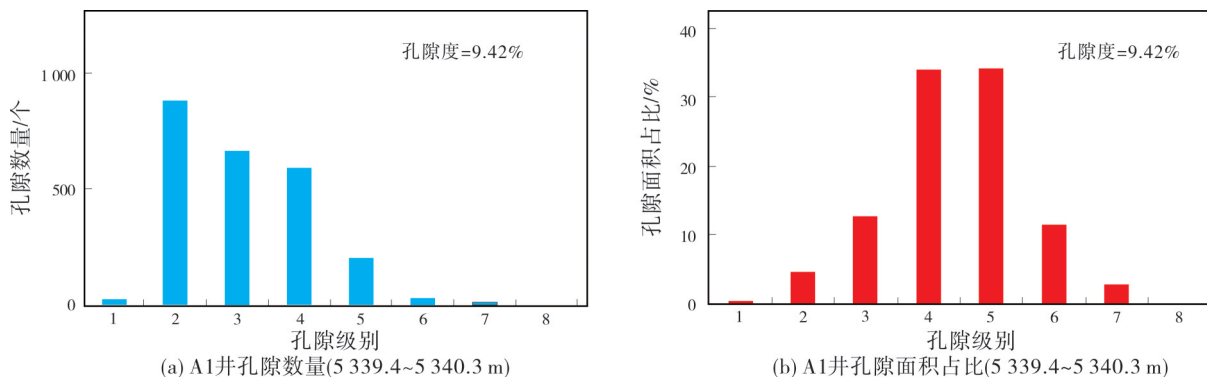 孔隙度=9.42%
1 000
500
0
孔隙数量/个
1 2 3 4 5 6 7 8
孔隙级别
(a) A1井孔隙数量(5 339.4~5 340.3 m)
孔隙度=9.42%
40
30
20
10
0
孔隙面积占比/%
1 2 3 4 5 6 7 8
孔隙级别
(b) A1井孔隙面积占比(5 339.4~5 340.3 m)